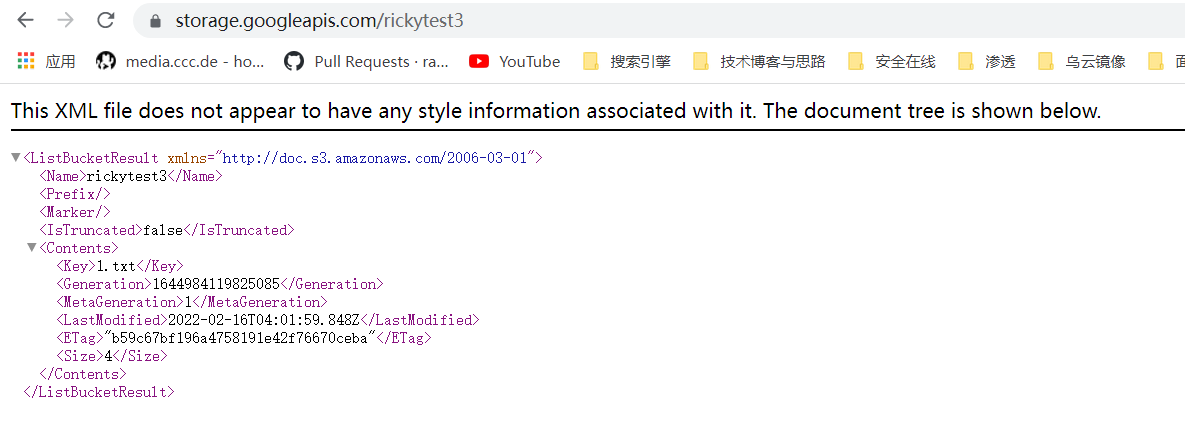 storage.googleapis.com/rickytest3
应用 media.ccc.de - ho... Pull Requests · ra... YouTube 搜索引擎 技术博客与思路 安全在线 渗透 乌云镜像
This XML file does not appear to have any style information associated with it. The document tree is shown below.
▼<ListBucketResult xmlns="http://doc.s3.amazonaws.com/2006-03-01">
<Name>rickytest3</Name>
<Prefix/>
<Marker/>
<IsTruncated>false</IsTruncated>
▼<Contents>
<Key>1.txt</Key>
<Generation>1644984119825085</Generation>
<MetaGeneration>1</MetaGeneration>
<LastModified>2022-02-16T04:01:59.848Z</LastModified>
<ETag>"b59c67bf196a4758191e42f76670ceba"</ETag>
<Size>4</Size>
</Contents>
</ListBucketResult>